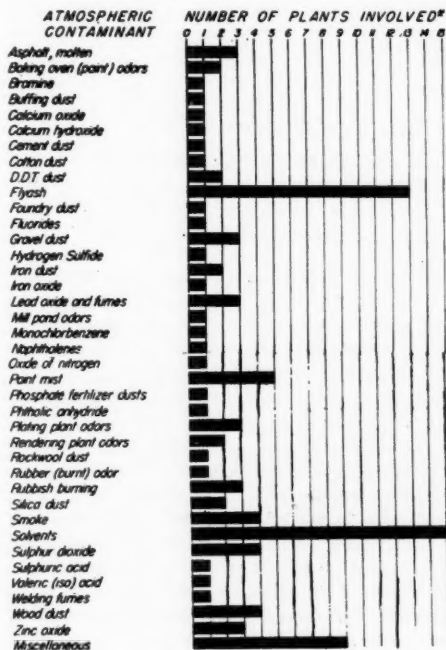 ATMOSPHERIC CONTAMINANT
NUMBER OF PLANTS INVOLVED*
0 1 2 3 4 5 6 7 8 9 10 11 12 13 14 15
Asphalt, molten
Baking oven (paint) odors
Bromine
Buffing dust
Calcium oxide
Calcium hydroxide
Cement dust
Cotton dust
DDT dust
Flyash
Foundry dust
Fluorides
Gravel dust
Hydrogen Sulfide
Iron dust
Iron oxide
Lead oxide and fumes
Mill pond odors
Monochlorbenzene
Naphthalenes
Oxide of nitrogen
Paint mist
Phosphate fertilizer dusts
Phthalic anhydride
Plating plant odors
Rendering plant odors
Rockwool dust
Rubber (burnt) odor
Rubbish burning
Silica dust
Smoke
Solvents
Sulphur dioxide
Sulphuric acid
Valeric (iso) acid
Welding fumes
Wood dust
Zinc oxide
Miscellaneous